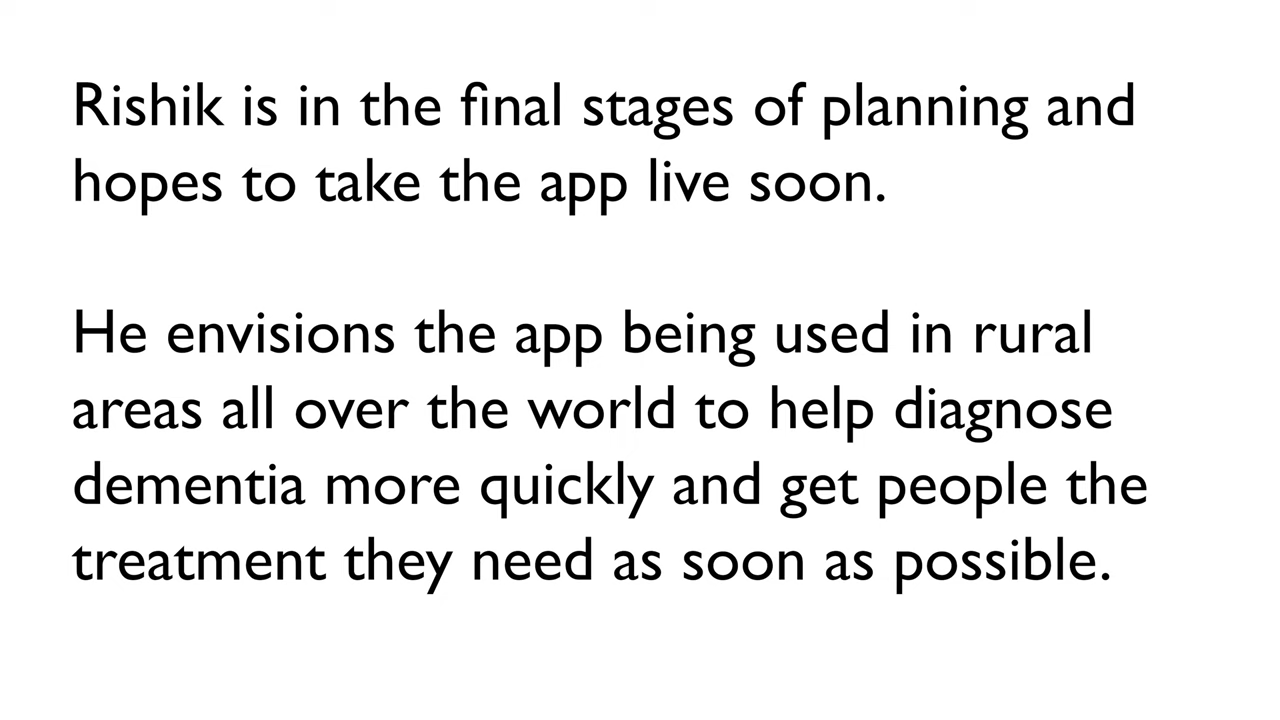 Rishik is in the final stages of planning and
hopes to take the app live soon.
He envisions the app being used in rural
areas all over the world to help diagnose
dementia more quickly and get people the
treatment they need as soon as possible.